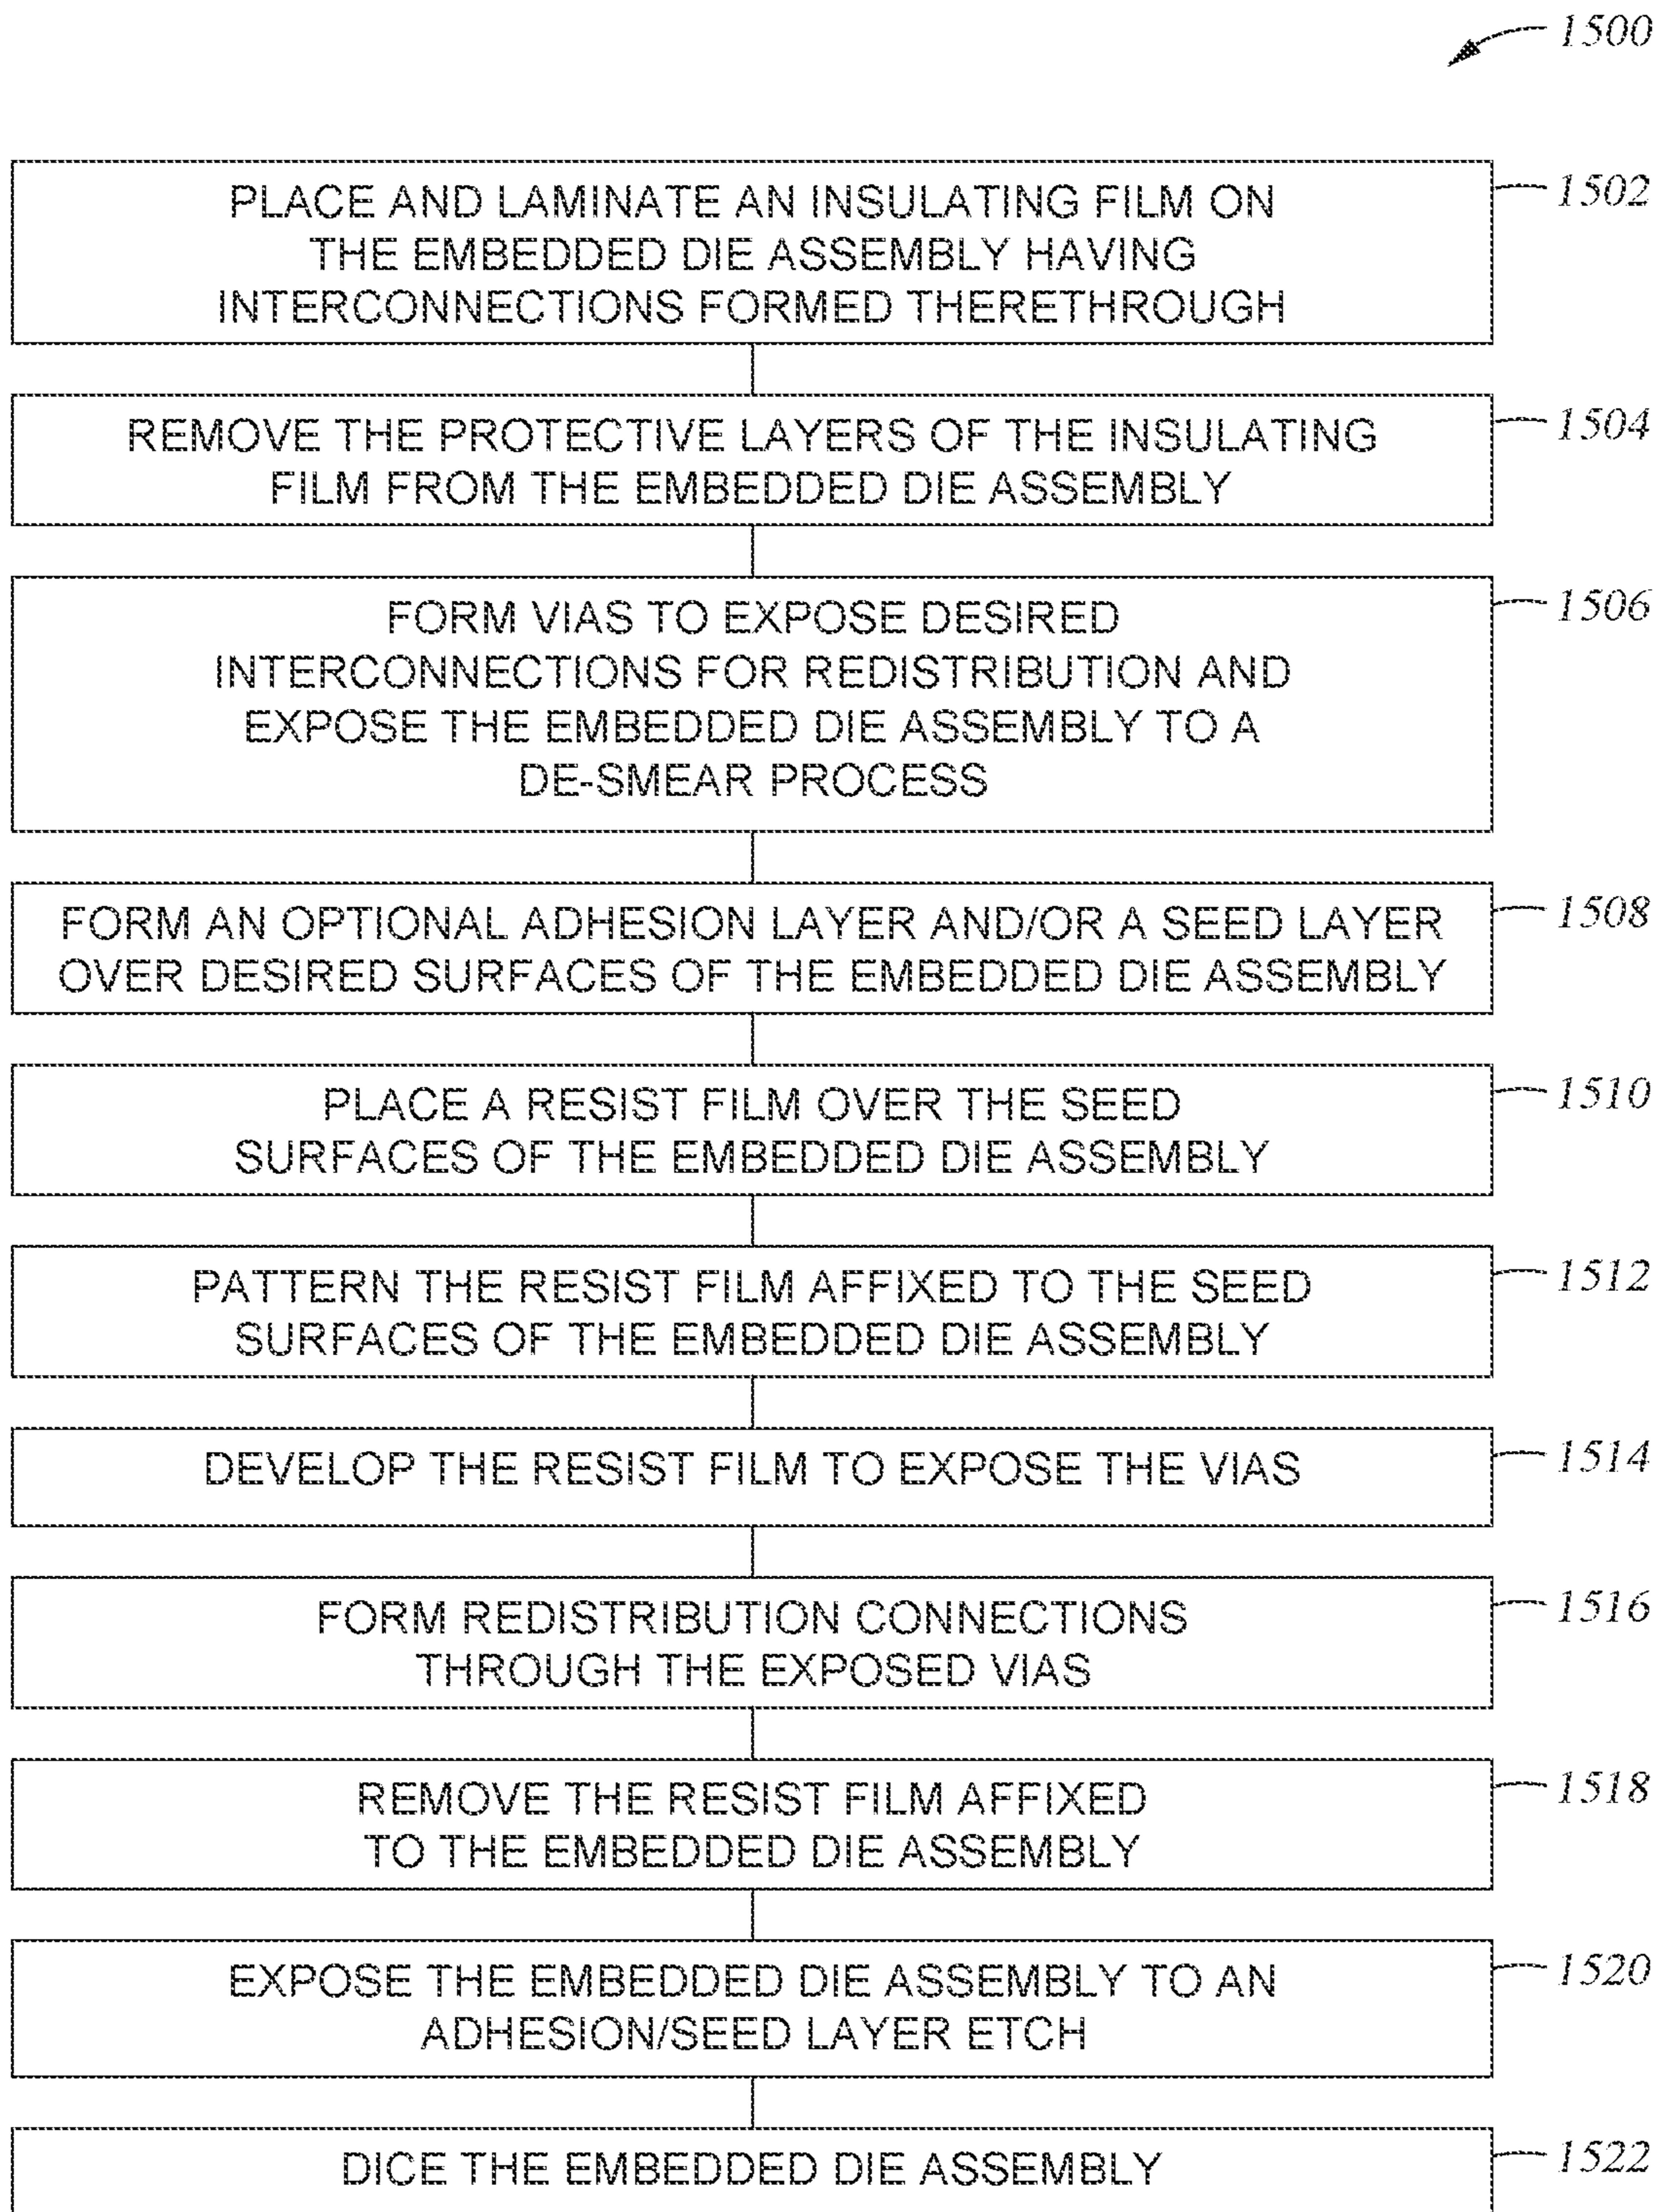 1500
PLACE AND LAMINATE AN INSULATING FILM ON
THE EMBEDDED DIE ASSEMBLY HAVING
INTERCONNECTIONS FORMED THERETHROUGH
1502
REMOVE THE PROTECTIVE LAYERS OF THE INSULATING
FILM FROM THE EMBEDDED DIE ASSEMBLY
1504
FORM VIAS TO EXPOSE DESIRED
INTERCONNECTIONS FOR REDISTRIBUTION AND
EXPOSE THE EMBEDDED DIE ASSEMBLY TO A
DE-SMEAR PROCESS
1506
FORM AN OPTIONAL ADHESION LAYER AND/OR A SEED LAYER
OVER DESIRED SURFACES OF THE EMBEDDED DIE ASSEMBLY
1508
PLACE A RESIST FILM OVER THE SEED
SURFACES OF THE EMBEDDED DIE ASSEMBLY
1510
PATTERN THE RESIST FILM AFFIXED TO THE SEED
SURFACES OF THE EMBEDDED DIE ASSEMBLY
1512
DEVELOP THE RESIST FILM TO EXPOSE THE VIAS
1514
FORM REDISTRIBUTION CONNECTIONS
THROUGH THE EXPOSED VIAS
1516
REMOVE THE RESIST FILM AFFIXED
TO THE EMBEDDED DIE ASSEMBLY
1518
EXPOSE THE EMBEDDED DIE ASSEMBLY TO AN
ADHESION/SEED LAYER ETCH
1520
DICE THE EMBEDDED DIE ASSEMBLY
1522